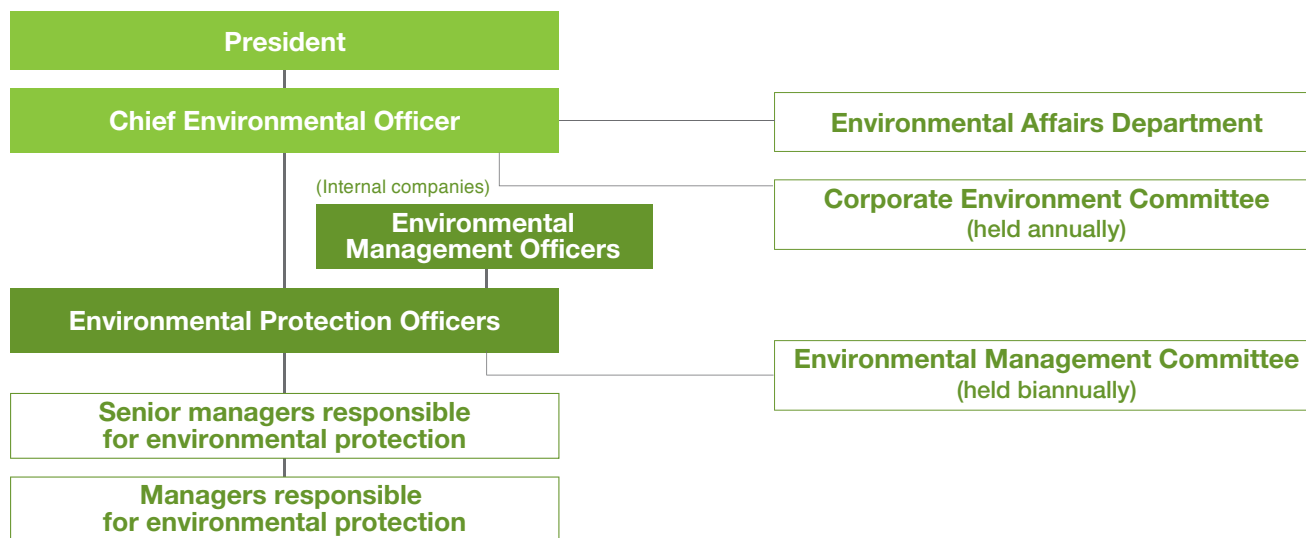 President
Chief Environmental Officer
Environmental Affairs Department
(Internal companies)
Corporate Environment Committee
(held annually)
Environmental
Management Officers
Environmental Protection Officers
Environmental Management Committee
(held biannually)
Senior managers responsible
for environmental protection
Managers responsible
for environmental protection